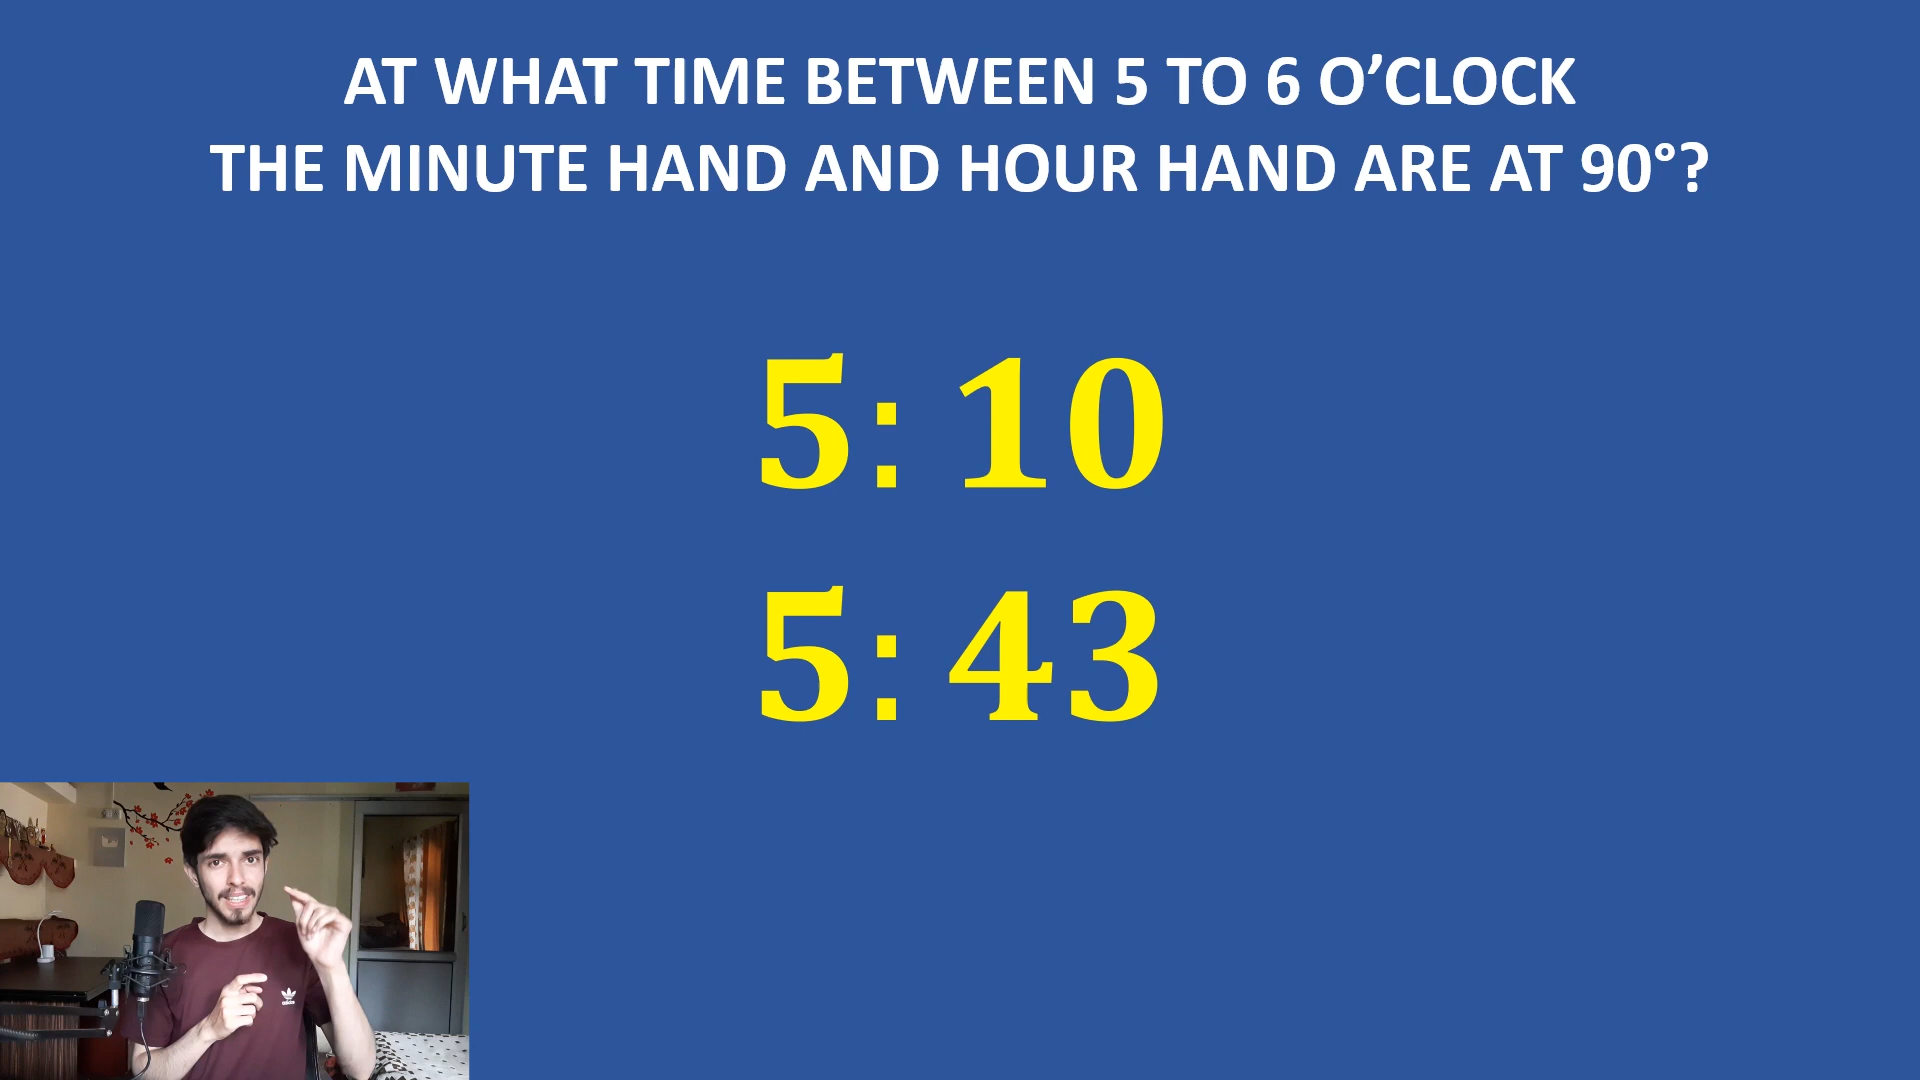 AT WHAT TIME BETWEEN 5 TO 6 O’CLOCK
THE MINUTE HAND AND HOUR HAND ARE AT 90°?
5: 10
5: 43
adidas